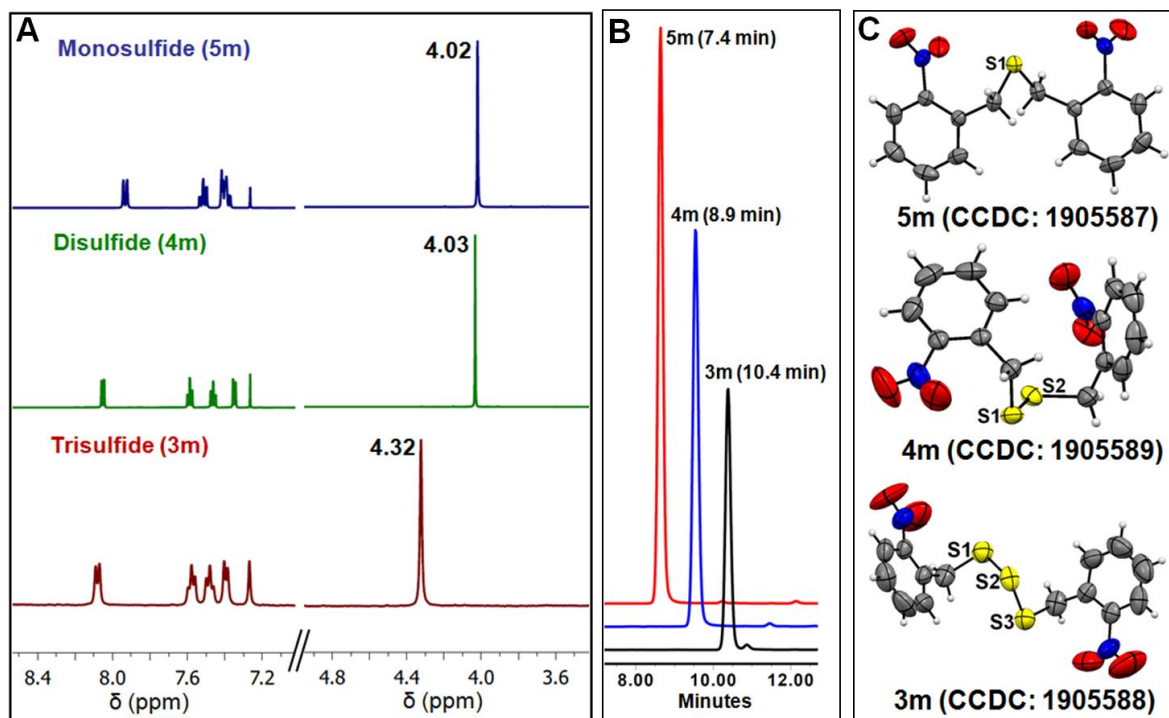 A
Monosulfide (5m)
4.02
Disulfide (4m)
4.03
Trisulfide (3m)
4.32
8.4 8.0 7.6 7.2 4.8 4.4 4.0 3.6
δ (ppm) δ (ppm)
B
5m (7.4 min)
4m (8.9 min)
3m (10.4 min)
8.00 10.00 12.00
Minutes
C
S1
5m (CCDC: 1905587)
S2
S1
4m (CCDC: 1905589)
S1
S2
S3
3m (CCDC: 1905588)